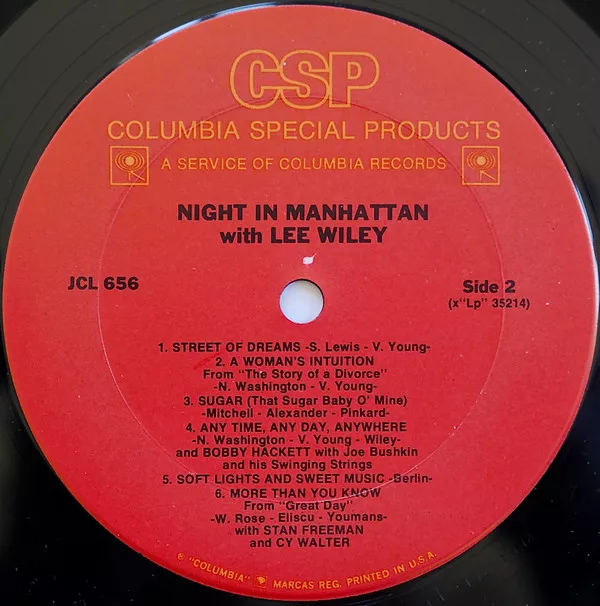 CSP
COLUMBIA SPECIAL PRODUCTS
A SERVICE OF COLUMBIA RECORDS
NIGHT IN MANHATTAN
with LEE WILEY
JCL 656
Side 2
(x"Lp" 35214)
1. STREET OF DREAMS -S. Lewis - V. Young-
2. A WOMAN'S INTUITION
From "The Story of a Divorce"
-N. Washington - V. Young-
3. SUGAR (That Sugar Baby O' Mine)
-Mitchell - Alexander - Pinkard-
4. ANY TIME, ANY DAY, ANYWHERE
-N. Washington - V. Young - Wiley-
and BOBBY HACKETT with Joe Bushkin
and his Swinging Strings
5. SOFT LIGHTS AND SWEET MUSIC -Berlin-
6. MORE THAN YOU KNOW
From "Great Day"
-W. Rose - Eliscu - Youmans-
with STAN FREEMAN
and CY WALTER
® "COLUMBIA" MARCAS REG. PRINTED IN U.S.A.